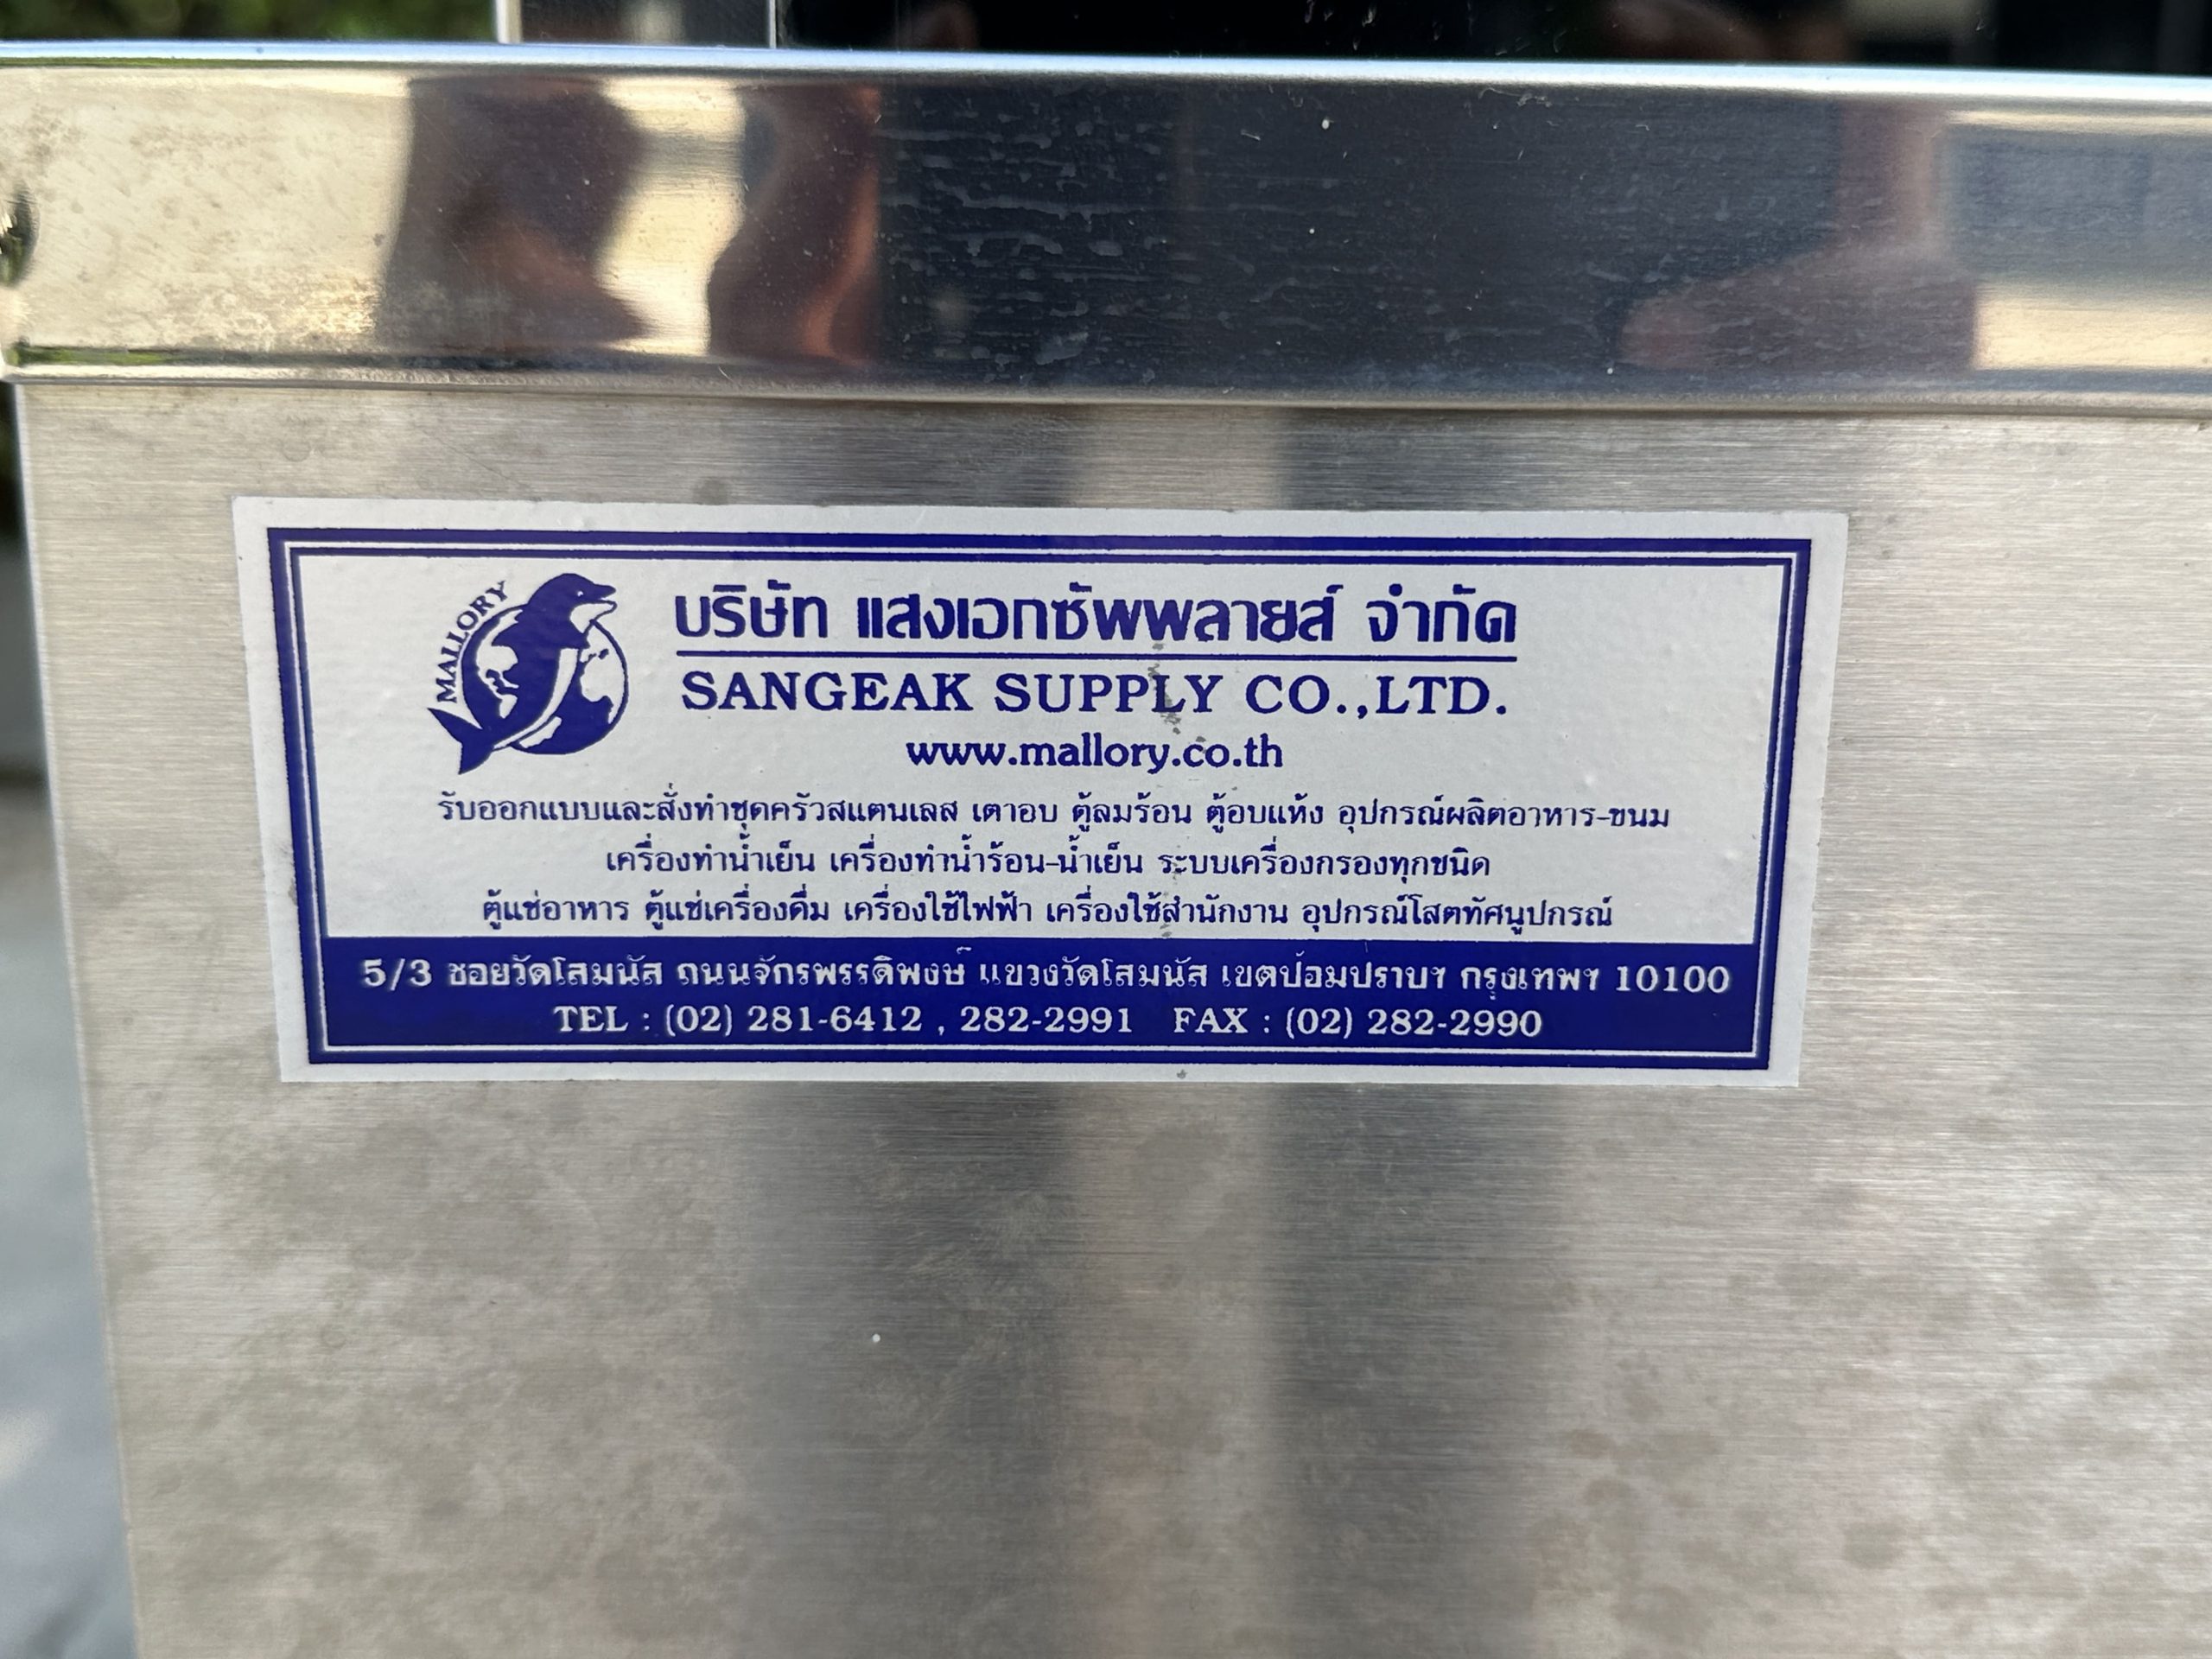 MALLORY
บริษัท แสงเอกซัพพลายส์ จำกัด
SANGEAK SUPPLY CO.,LTD.
www.mallory.co.th
รับออกแบบและสั่งทำชุดครัวสแตนเลส เตาอบ ตู้ลมร้อน ตู้อบแห้ง อุปกรณ์ผลิตอาหาร-ขนม
เครื่องทำน้ำเย็น เครื่องทำน้ำร้อน-น้ำเย็น ระบบเครื่องกรองทุกชนิด
ตู้แช่อาหาร ตู้แช่เครื่องดื่ม เครื่องใช้ไฟฟ้า เครื่องใช้สำนักงาน อุปกรณ์โสตทัศนูปกรณ์
5/3 ซอยวัดโสมนัส ถนนจักรพรรดิพงษ์ แขวงวัดโสมนัส เขตป้อมปราบฯ กรุงเทพฯ 10100
TEL : (02) 281-6412 , 282-2991 FAX : (02) 282-2990